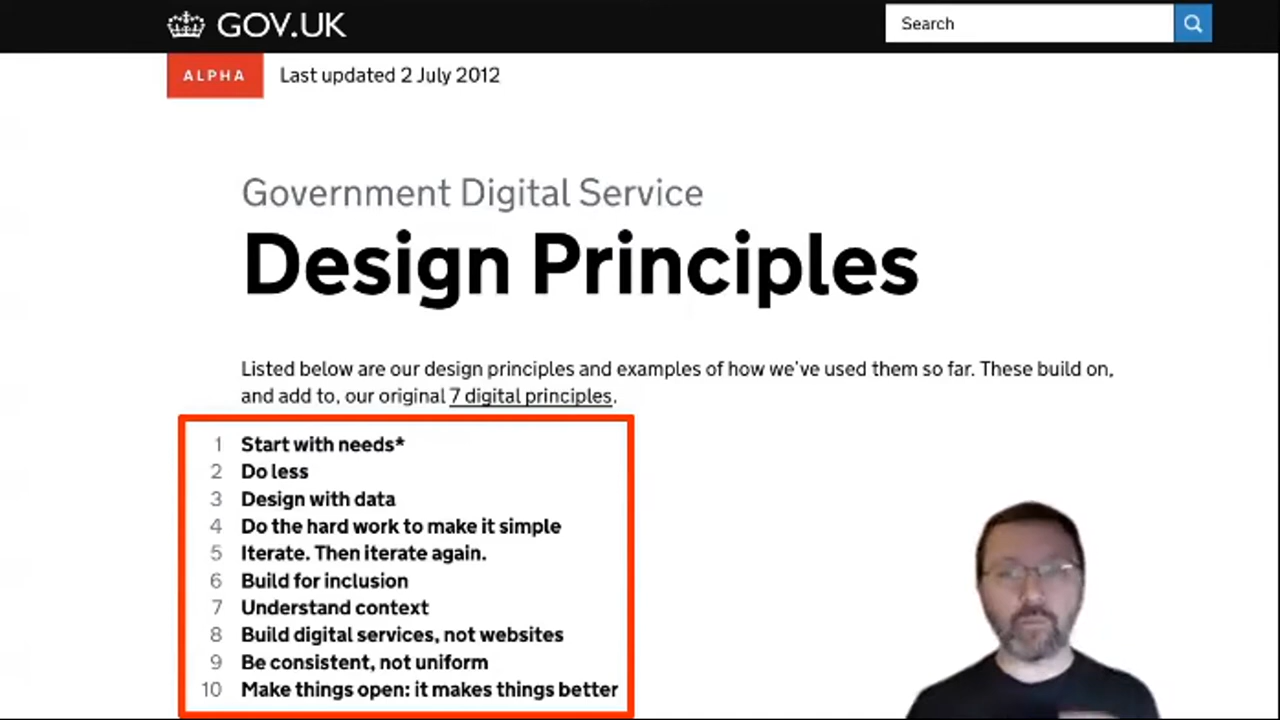 GOV.UK
Search
ALPHA
Last updated 2 July 2012
Government Digital Service
Design Principles
Listed below are our design principles and examples of how we've used them so far. These build on,
and add to, our original 7 digital principles.
1 Start with needs*
2 Do less
3 Design with data
4 Do the hard work to make it simple
5 Iterate. Then iterate again.
6 Build for inclusion
7 Understand context
8 Build digital services, not websites
9 Be consistent, not uniform
10 Make things open: it makes things better